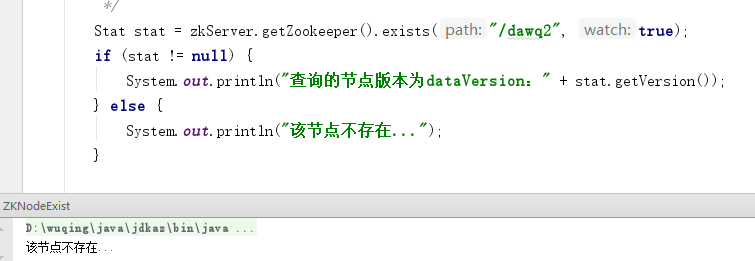 */
Stat stat = zkServer.getZookeeper().exists( path: "/dawq2", watch: true);
if (stat != null) {
System.out.println("查询的节点版本为dataVersion：" + stat.getVersion());
} else {
System.out.println("该节点不存在...");
}
ZKNodeExist
D:\wuqing\java\jdkaz\bin\java ...
该节点不存在...